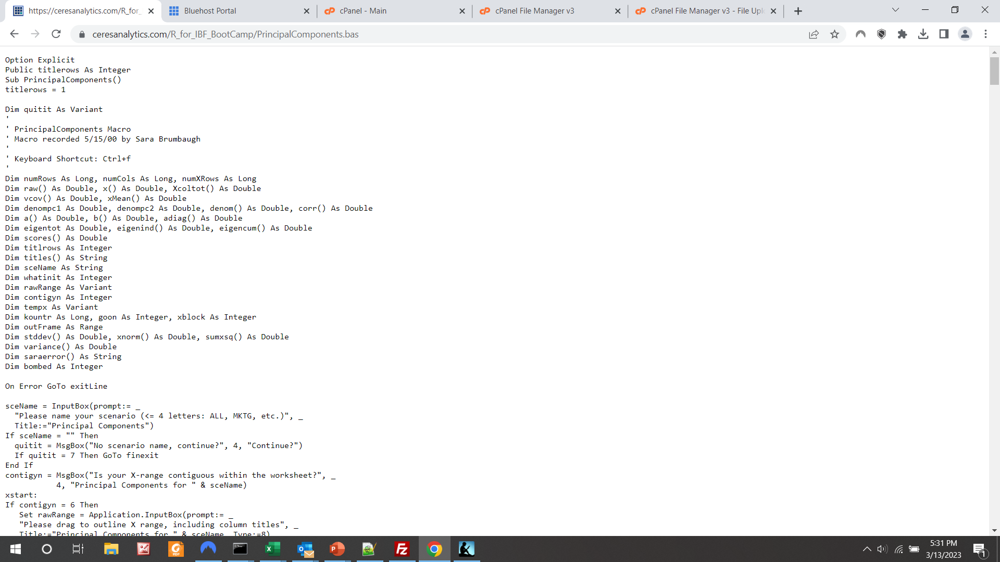 https://ceresanalytics.com/R_for_
Bluehost Portal
cPanel - Main
cPanel File Manager v3
cPanel File Manager v3 - File Uplo
ceresanalytics.com/R_for_IBF_BootCamp/PrincipalComponents.bas
Option Explicit
Public titlerows As Integer
Sub PrincipalComponents()
titlerows = 1
Dim quitit As Variant
'
' PrincipalComponents Macro
' Macro recorded 5/15/00 by Sara Brumbaugh
'
' Keyboard Shortcut: Ctrl+f
'
Dim numRows As Long, numCols As Long, numXRows As Long
Dim raw() As Double, x() As Double, Xcoltot() As Double
Dim vcov() As Double, xMean() As Double
Dim denompc1 As Double, denompc2 As Double, denom() As Double, corr() As Double
Dim a() As Double, b() As Double, adiag() As Double
Dim eigentot As Double, eigenind() As Double, eigencum() As Double
Dim scores() As Double
Dim titlrows As Integer
Dim titles() As String
Dim sceName As String
Dim whatinit As Integer
Dim rawRange As Variant
Dim contigyn As Integer
Dim tempx As Variant
Dim kountr As Long, goon As Integer, xblock As Integer
Dim outFrame As Range
Dim stddev() As Double, xnorm() As Double, sumxsq() As Double
Dim variance() As Double
Dim saraerror() As String
Dim bombed As Integer
On Error GoTo exitLine
sceName = InputBox(prompt:= _
"Please name your scenario (<= 4 letters: ALL, MKTG, etc.)", _
Title:="Principal Components")
If sceName = "" Then
quitit = MsgBox("No scenario name, continue?", 4, "Continue?")
If quitit = 7 Then GoTo finexit
End If
contigyn = MsgBox("Is your X-range contiguous within the worksheet?", _
4, "Principal Components for " & sceName)
xstart:
If contigyn = 6 Then
Set rawRange = Application.InputBox(prompt:= _
"Please drag to outline X range, including column titles", _
Title:="Principal Components for " & sceName, Type:=8)
5:31 PM
3/13/2023
1